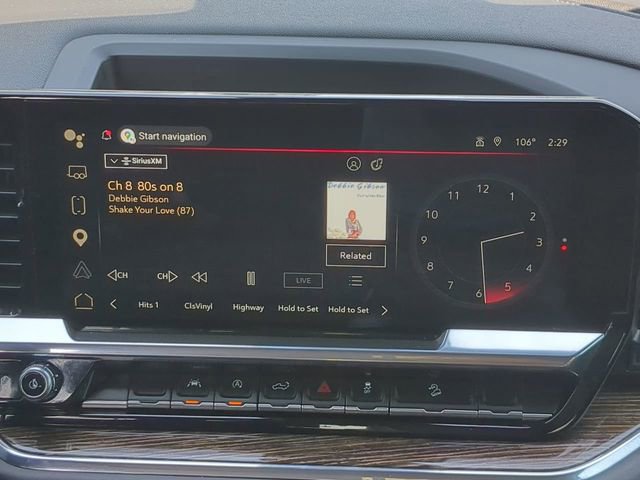 Start navigation
106° 2:29
SiriusXM
Ch 8 80s on 8
Debbie Gibson
Shake Your Love (87)
Debbie Gibson
Related
CH CH LIVE
Hits 1 ClsVinyl Highway Hold to Set Hold to Set
12
1
2
3
4
5
6
7
8
9
10
11